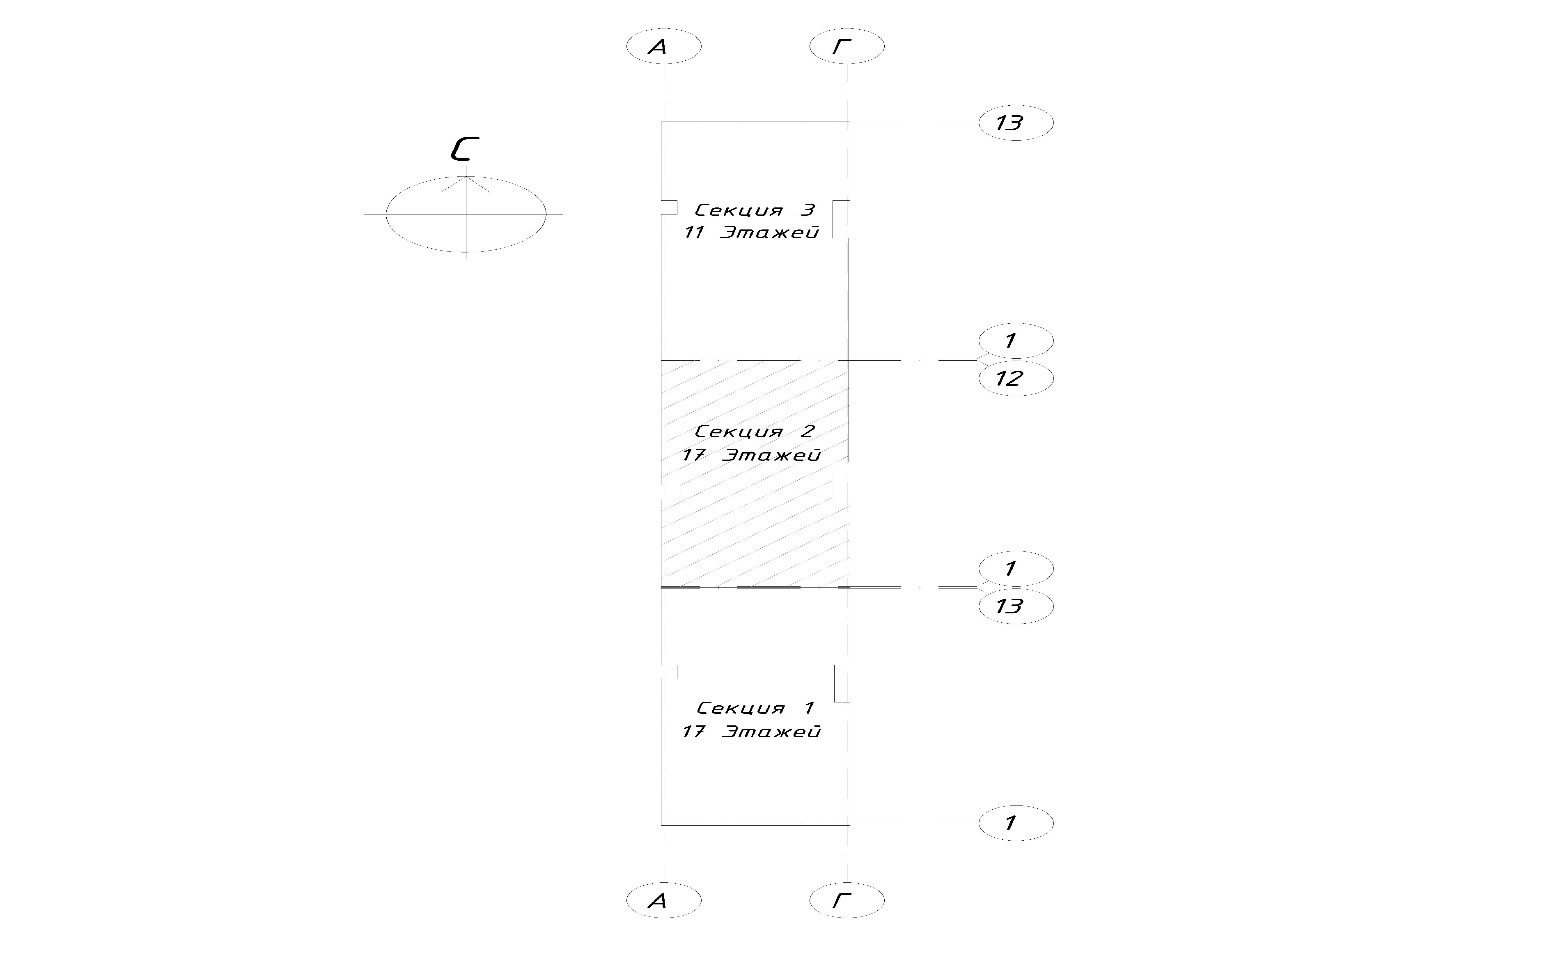 А
Г
13
С
Секция 3
11 Этажей
1
12
Секция 2
17 Этажей
1
13
Секция 1
17 Этажей
1
А
Г